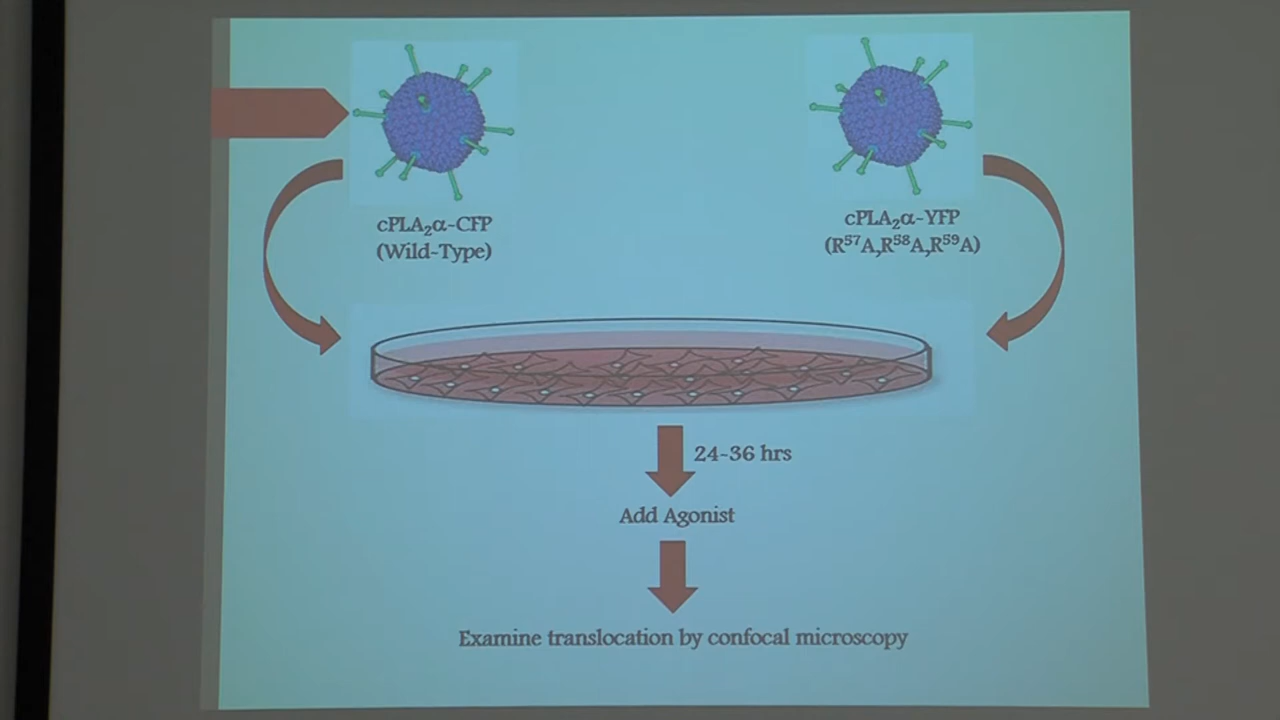 cPLA₂α-CFP
(Wild-Type)
cPLA₂α-YFP
(R⁵⁷A,R⁵⁸A,R⁵⁹A)
24-36 hrs
Add Agonist
Examine translocation by confocal microscopy